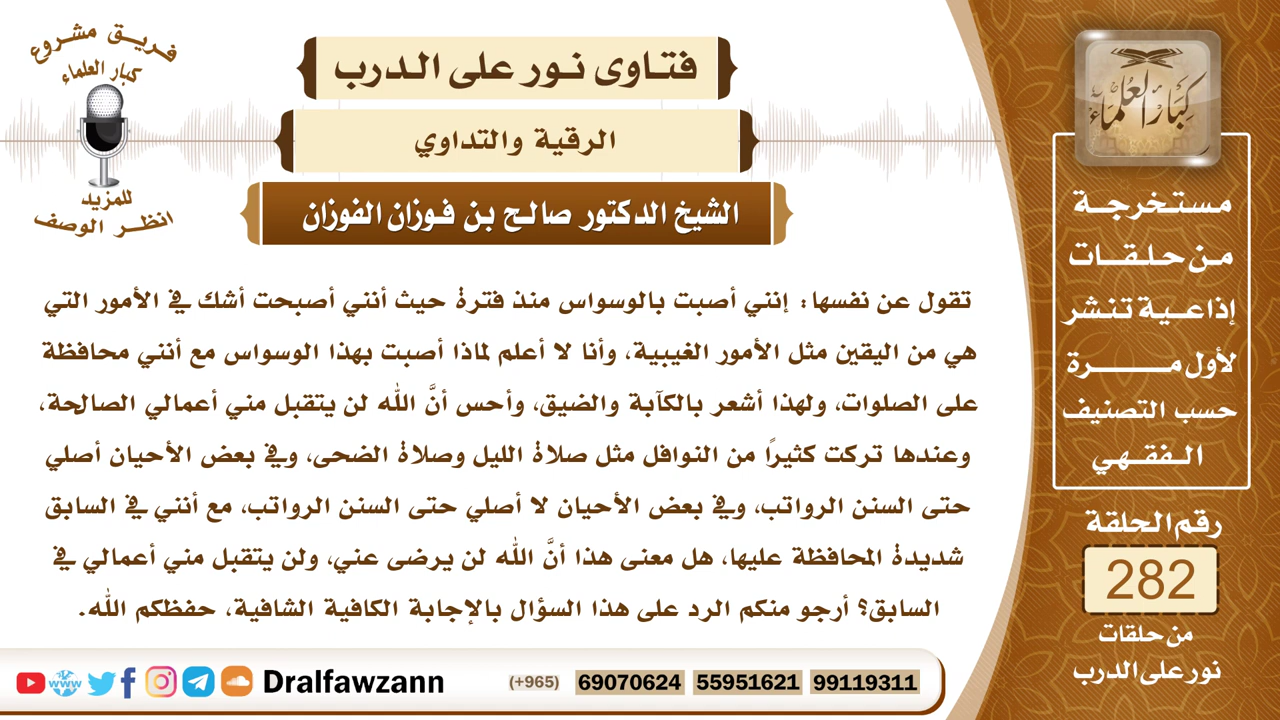 فريق مشروع
كبار العلماء
للمزيد
انظر الوصف
فتاوى نور على الدرب
الرقية والتداوي
الشيخ الدكتور صالح بن فوزان الفوزان
تقول عن نفسها: إنني أصبت بالوسواس منذ فترة حيث أنني أصبحت أشك في الأمور التي
هي من اليقين مثل الأمور الغيبية، وأنا لا أعلم لماذا أصبت بهذا الوسواس مع أنني محافظة
على الصلوات، ولهذا أشعر بالكآبة والضيق، وأحس أنَّ الله لن يتقبل مني أعمالي الصالحة،
وعندها تركت كثيرًا من النوافل مثل صلاة الليل وصلاة الضحى، وفي بعض الأحيان أصلي
حتى السنن الرواتب، وفي بعض الأحيان لا أصلي حتى السنن الرواتب، مع أنني في السابق
شديدة المحافظة عليها، هل معنى هذا أنَّ الله لن يرضى عني، ولن يتقبل مني أعمالي في
السابق؟ أرجو منكم الرد على هذا السؤال بالإجابة الكافية الشافية، حفظكم الله.
كبار العلماء
مستخرجة
من حلقات
إذاعية تنشر
لأول مرة
حسب التصنيف
الفقهي
رقم الحلقة
282
من حلقات
نور على الدرب
www Dralfawzann (+965) 69070624 55951621 99119311